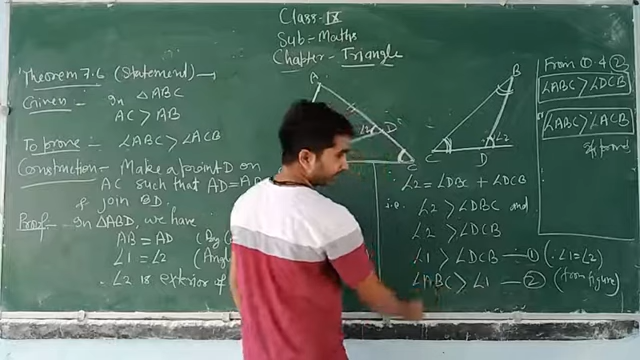 Class-IX
Sub-Maths
Chapter- Triangle
Theorem 7.6 (Statement)→
Given:- In △ABC
AC > AB
To prove - ∠ABC > ∠ACB
Construction- Make a point D on
AC such that AD=AB
& join BD.
Proof- In △ABD, we have
AB = AD (By
∠1 = ∠2
∠2 is exterior of
A
D
C
∠2
B
C
D
∠2
∠2 = ∠DBC + ∠DCB
i.e. ∠2 > ∠DBC and
∠2 > ∠DCB
∠1 > ∠DCB —① (∵ ∠1=∠2)
∠ABC > ∠1 —② (from figure)
From ① & ②
∠ABC > ∠DCB
∠ABC > ∠ACB